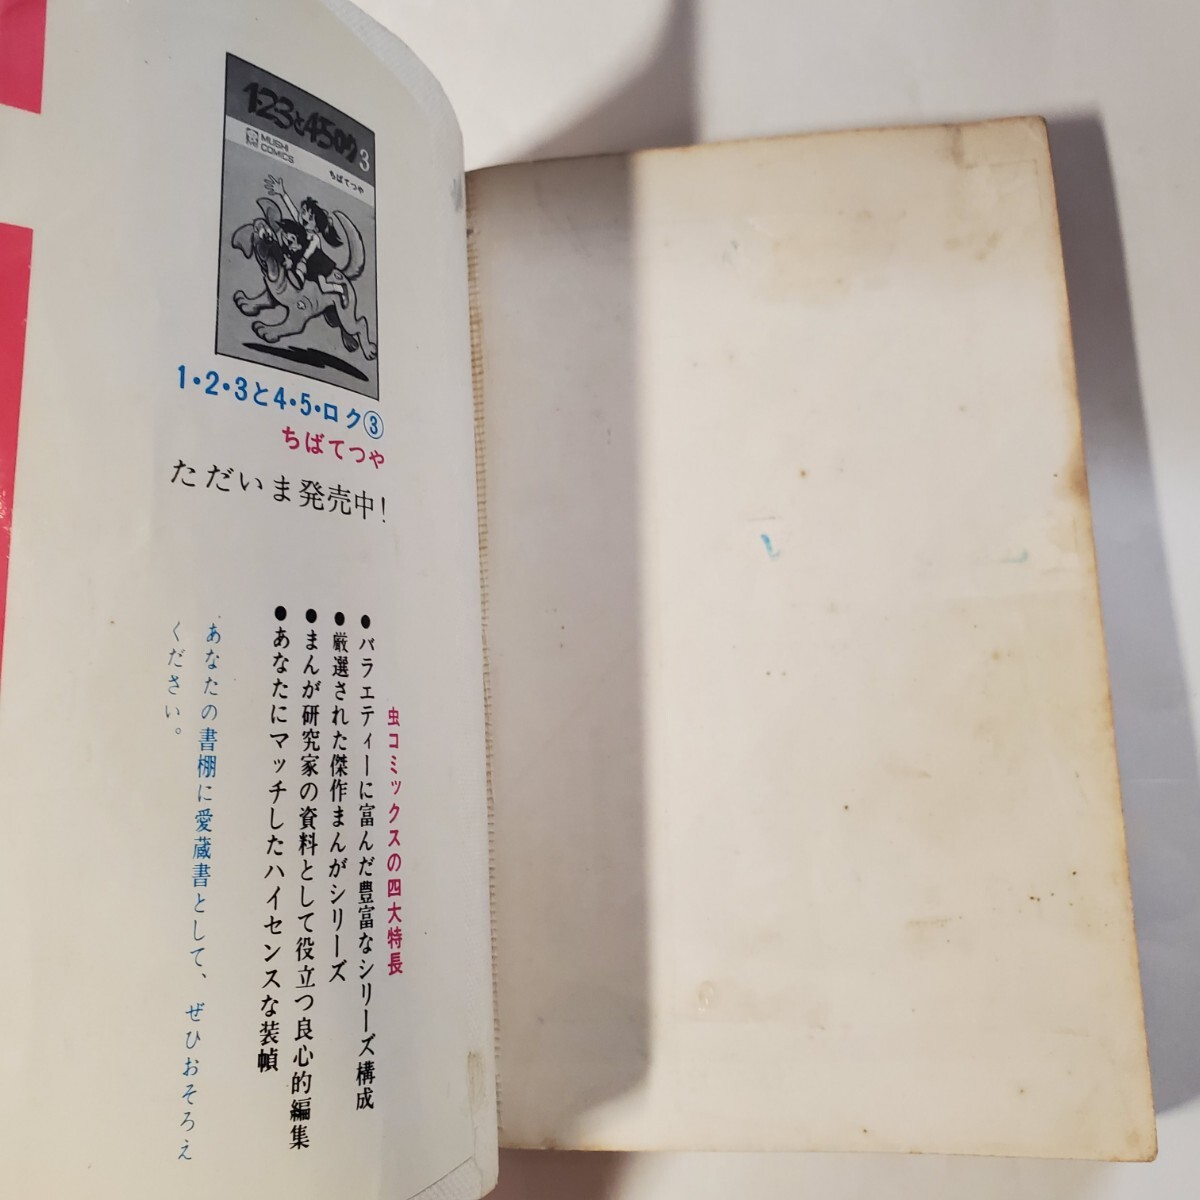 1・2・3と4・5・ロク 3
MUSHI
COMICS
ちばてつや
1・2・3と4・5・ロク③
ちばてつや
ただいま発売中!
虫コミックスの四大特長
●バラエティーに富んだ豊富なシリーズ構成
●厳選された傑作まんがシリーズ
●まんが研究家の資料として役立つ良心的編集
●あなたにマッチしたハイセンスな装幀
あなたの書棚に愛蔵書として、ぜひおそろえ
ください。